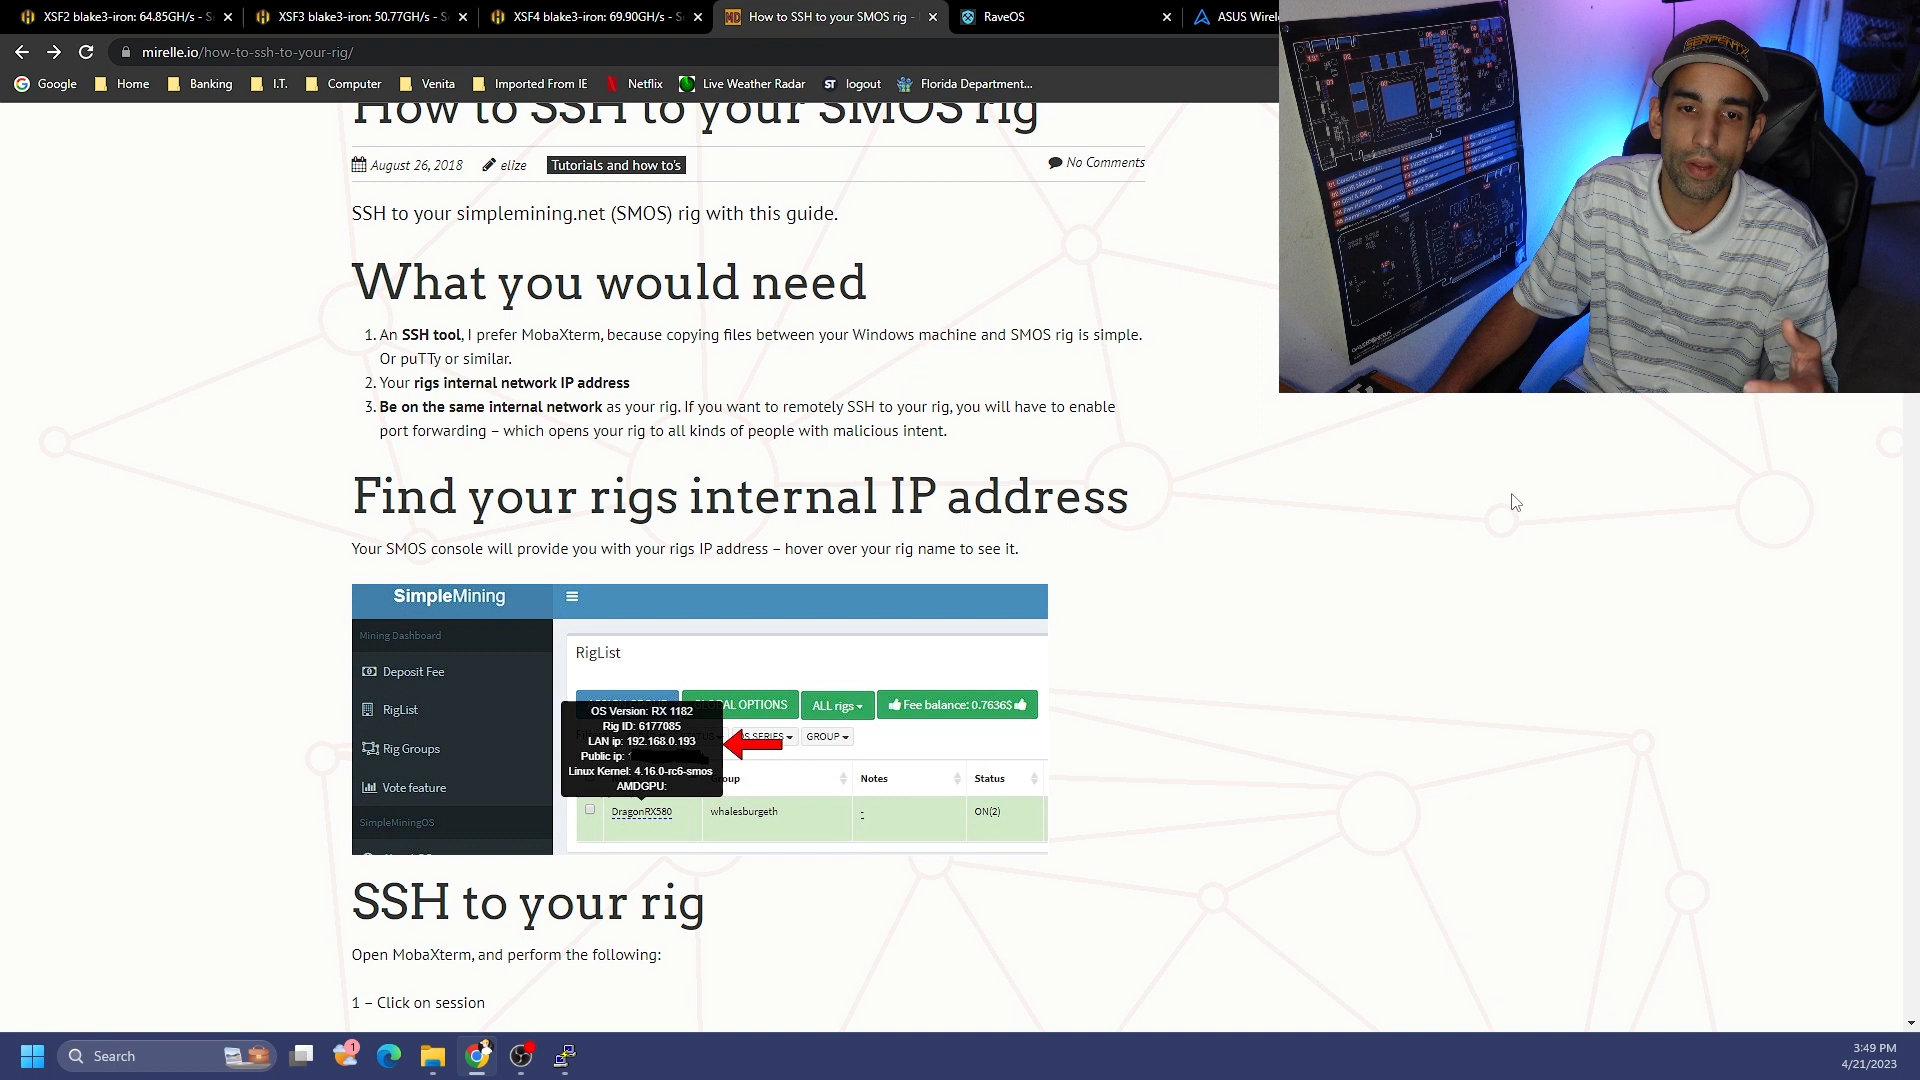 XSF2 blake3-iron: 64.85GH/s - S
XSF3 blake3-iron: 50.77GH/s - S
XSF4 blake3-iron: 69.90GH/s - S
How to SSH to your SMOS rig -
RaveOS
ASUS Wirel
mirelle.io/how-to-ssh-to-your-rig/
Google
Home
Banking
I.T.
Computer
Venita
Imported From IE
Netflix
Live Weather Radar
ST logout
Florida Department...
How to SSH to your SMOS rig
August 26, 2018
elize
Tutorials and how to's
No Comments
SSH to your simplemining.net (SMOS) rig with this guide.
What you would need
1. An SSH tool, I prefer MobaXterm, because copying files between your Windows machine and SMOS rig is simple.
Or puTTy or similar.
2. Your rigs internal network IP address
3. Be on the same internal network as your rig. If you want to remotely SSH to your rig, you will have to enable
port forwarding – which opens your rig to all kinds of people with malicious intent.
Find your rigs internal IP address
Your SMOS console will provide you with your rigs IP address – hover over your rig name to see it.
SimpleMining
Mining Dashboard
Deposit Fee
RigList
Rig Groups
Vote feature
SimpleMiningOS
RigList
OPTIONS
ALL rigs
Fee balance: 0.7636$
OS Version: RX 1182
Rig ID: 6177085
LAN ip: 192.168.0.193
Public ip:
Linux Kernel: 4.16.0-rc6-smos
AMDGPU:
SERIES
GROUP
Notes
Status
DragonRX580
whalesburgeth
-
ON(2)
SSH to your rig
Open MobaXterm, and perform the following:
1 – Click on session
SERPENTX
Search
1
3:49 PM
4/21/2023